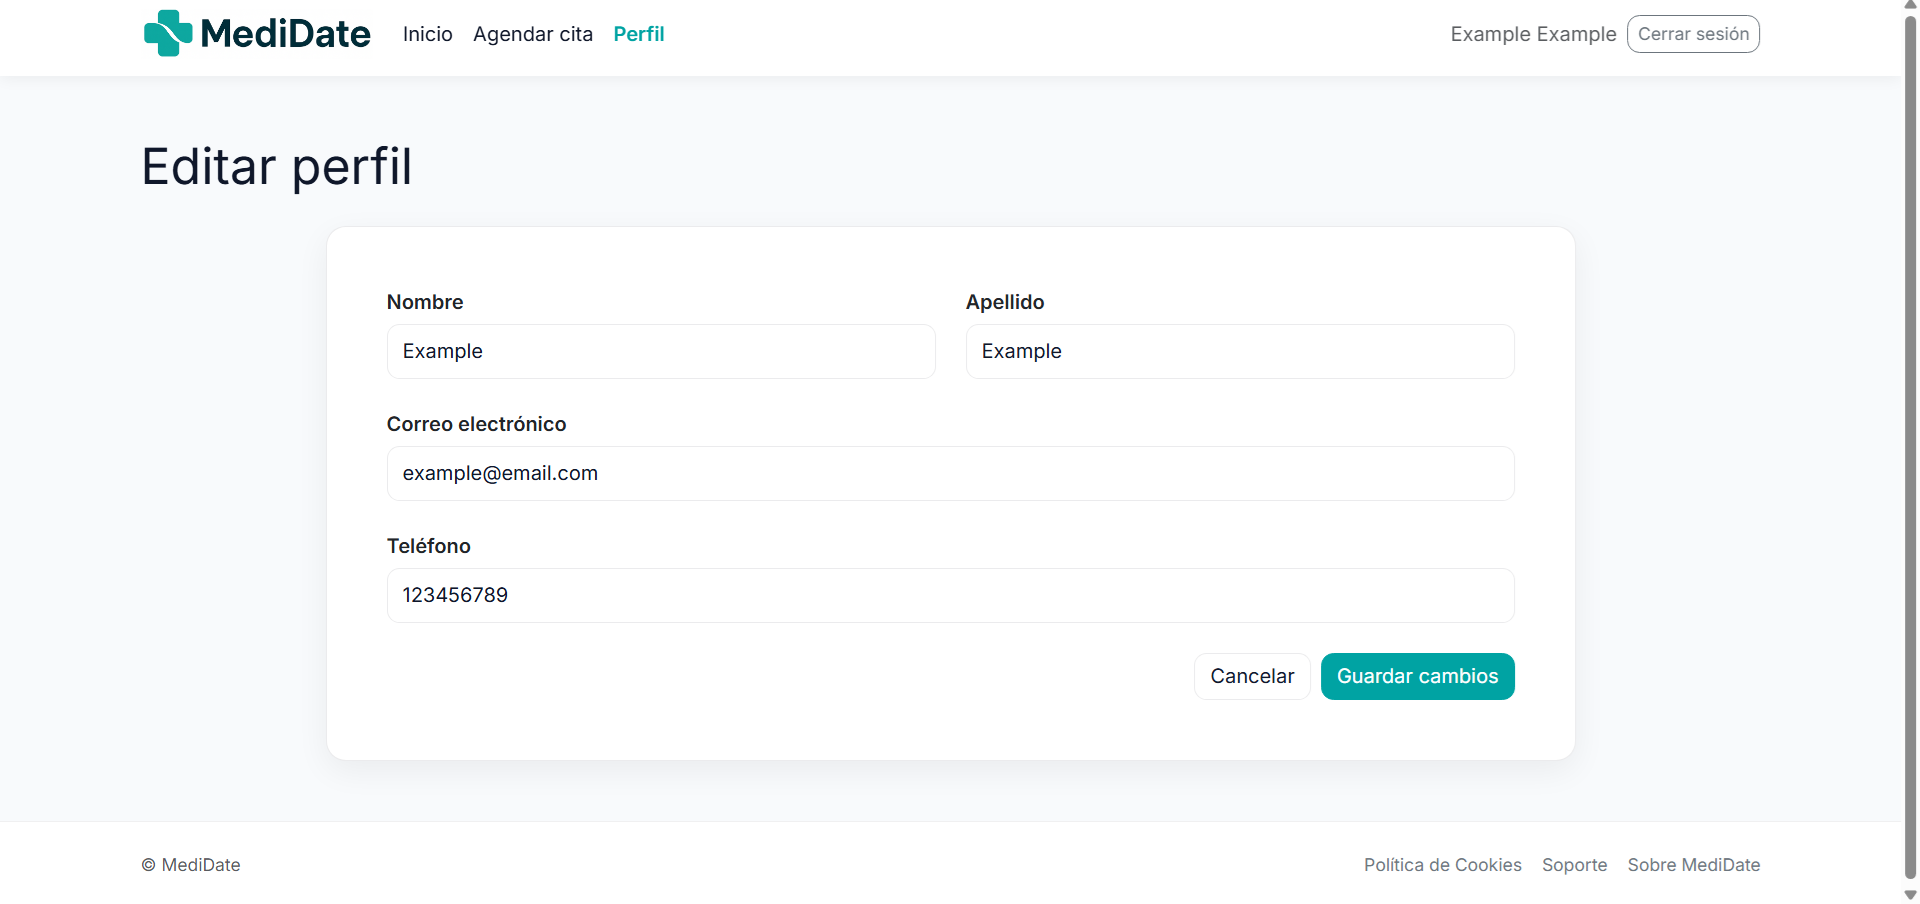 MediDate Inicio Agendar cita Perfil Example Example Cerrar sesión
Editar perfil
Nombre Apellido
Example Example
Correo electrónico
example@email.com
Teléfono
123456789
Cancelar Guardar cambios
© MediDate Política de Cookies Soporte Sobre MediDate